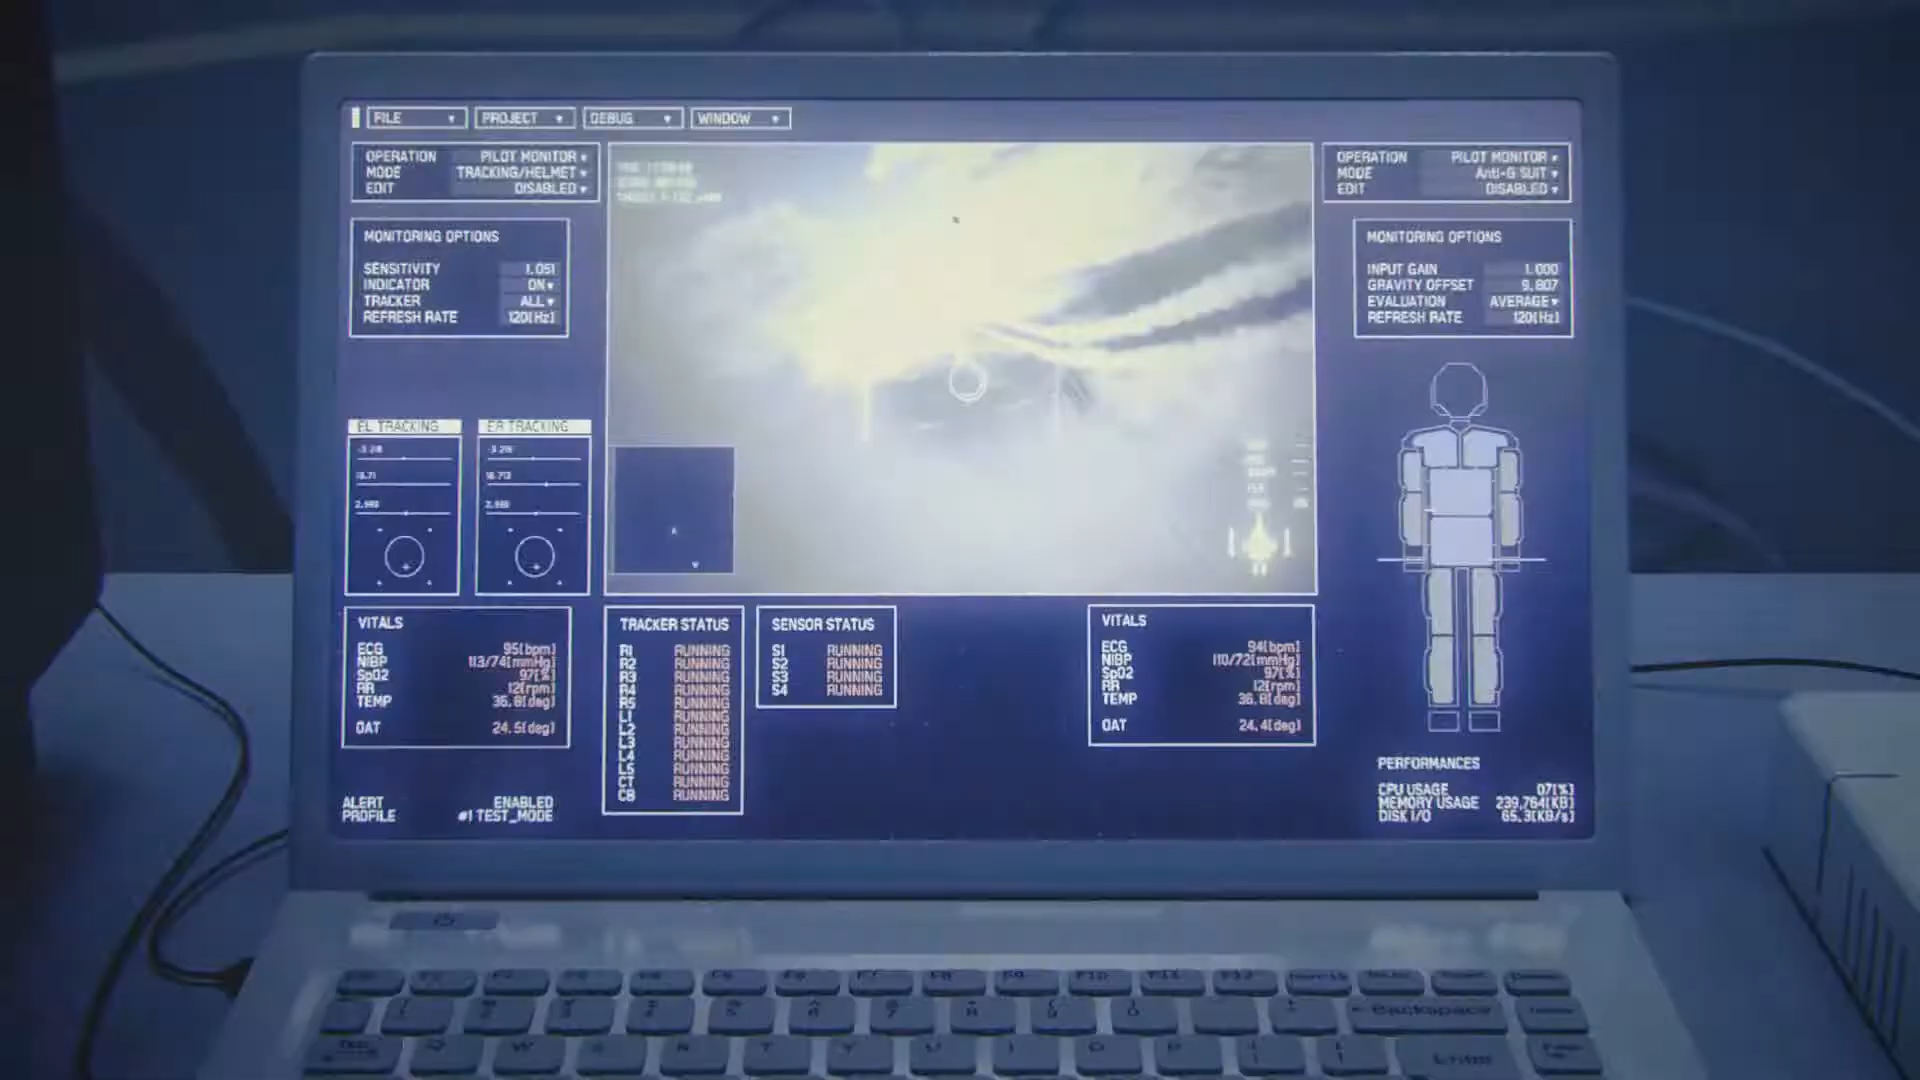 FILE
PROJECT
DEBUG
WINDOW
OPERATION PILOT MONITOR
MODE TRACKING/HELMET
EDIT DISABLED
MONITORING OPTIONS
SENSITIVITY 1.051
INDICATOR ON
TRACKER ALL
REFRESH RATE 120[Hz]
EL TRACKING
ER TRACKING
VITALS
ECG 95[bpm]
NIBP 113/74[mmHg]
SpO2 97[%]
RR 12[rpm]
TEMP 36.8[deg]
OAT 24.5[deg]
ALERT ENABLED
PROFILE #1 TEST_MODE
TRACKER STATUS
R1 RUNNING
R2 RUNNING
R3 RUNNING
R4 RUNNING
R5 RUNNING
L1 RUNNING
L2 RUNNING
L3 RUNNING
L4 RUNNING
L5 RUNNING
CT RUNNING
CB RUNNING
SENSOR STATUS
S1 RUNNING
S2 RUNNING
S3 RUNNING
S4 RUNNING
OPERATION PILOT MONITOR
MODE Anti-G SUIT
EDIT DISABLED
MONITORING OPTIONS
INPUT GAIN 1.000
GRAVITY OFFSET 9.807
EVALUATION AVERAGE
REFRESH RATE 120[Hz]
VITALS
ECG 94[bpm]
NIBP 110/72[mmHg]
SpO2 97[%]
RR 12[rpm]
TEMP 36.8[deg]
OAT 24.4[deg]
PERFORMANCES
CPU USAGE 07[%]
MEMORY USAGE 239,764[KB]
DISK I/O 65.3[KB/s]
Backspace
Enter